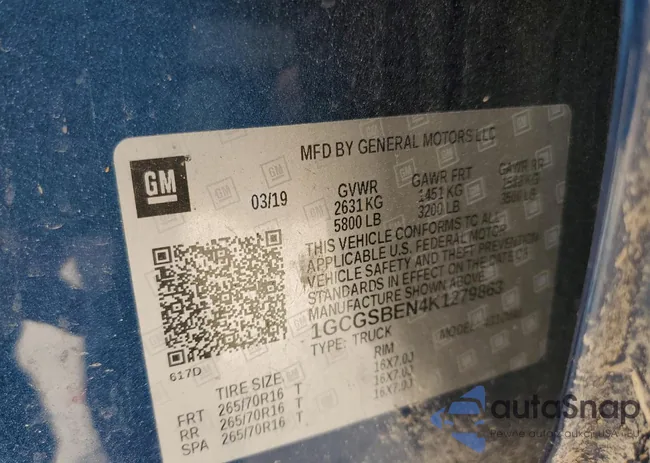 MFD BY GENERAL MOTORS LLC
GM
03/19
GVWR GAWR FRT GAWR RR
2631 KG 1451 KG
5800 LB 3200 LB
THIS VEHICLE CONFORMS TO ALL
APPLICABLE U.S. FEDERAL MOTOR
VEHICLE SAFETY AND THEFT PREVENTION
STANDARDS IN EFFECT ON THE DATE OF
MANUFACTURE SHOWN ABOVE.
1GCGSBEN4K1279863
TYPE: TRUCK MODEL:
617D
TIRE SIZE RIM
FRT 265/70R16 T 16X7.0J
RR 265/70R16 T 16X7.0J
SPA 265/70R16 T 16X7.0J
autoSnap